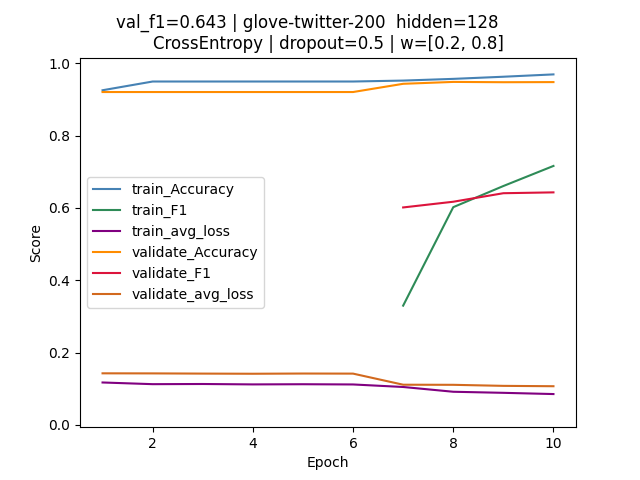 val_f1=0.643 | glove-twitter-200  hidden=128
CrossEntropy | dropout=0.5 | w=[0.2, 0.8]
1.0
0.8
0.6
0.4
0.2
0.0
Score
train_Accuracy
train_F1
train_avg_loss
validate_Accuracy
validate_F1
validate_avg_loss
2 4 6 8 10
Epoch